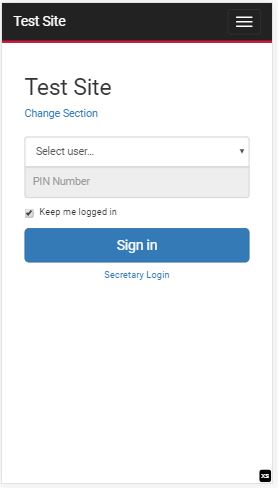 Test Site
Test Site
Change Section
Select user...
PIN Number
Keep me logged in
Sign in
Secretary Login
xs